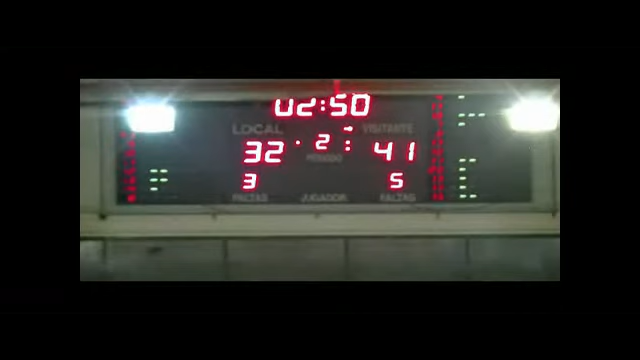 02:50
LOCAL VISITANTE
32 2 41
PERIODO
3 5
FALTAS JUGADOR FALTAS